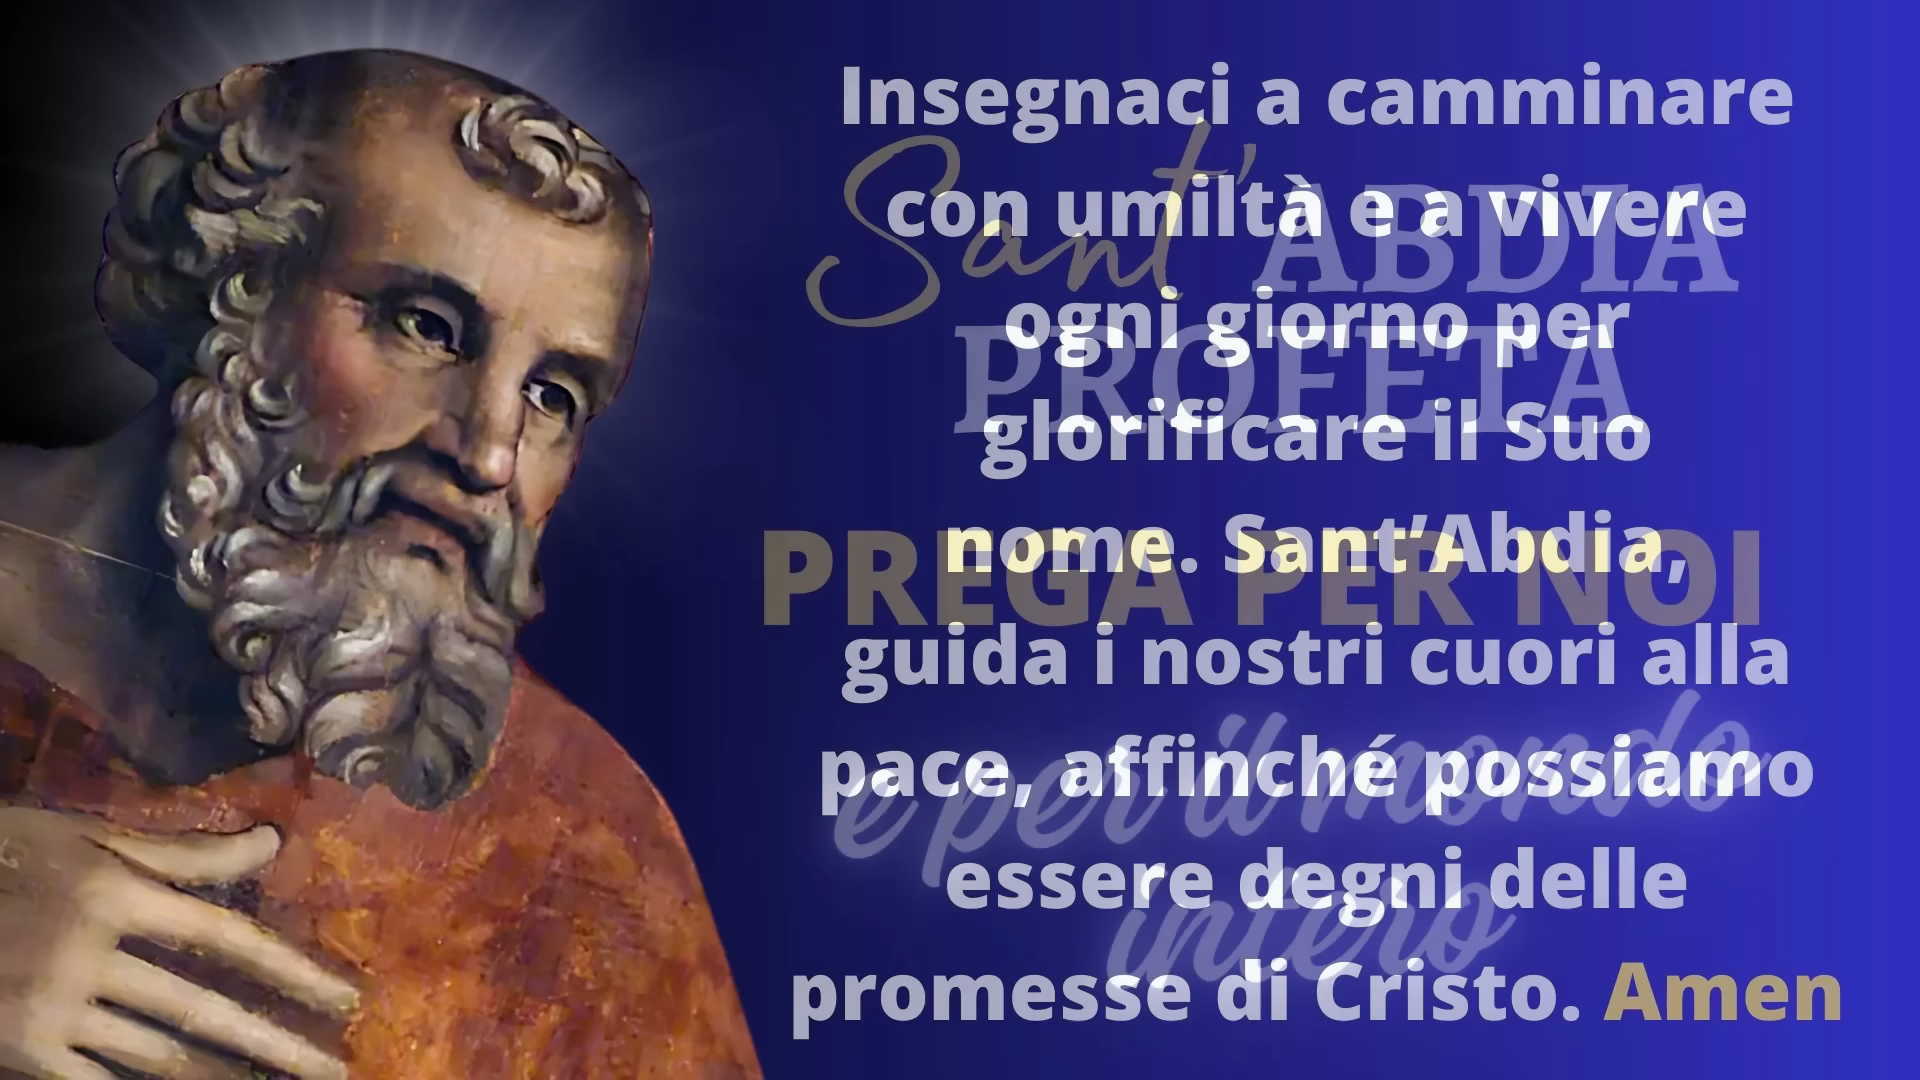 Insegnaci a camminare
con umiltà e a vivere
ogni giorno per
glorificare il Suo
nome. Sant’Abdia,
guida i nostri cuori alla
pace, affinché possiamo
essere degni delle
promesse di Cristo. Amen
Sant’ABDIA
PROFETA
PREGA PER NOI
e per il mondo
intero